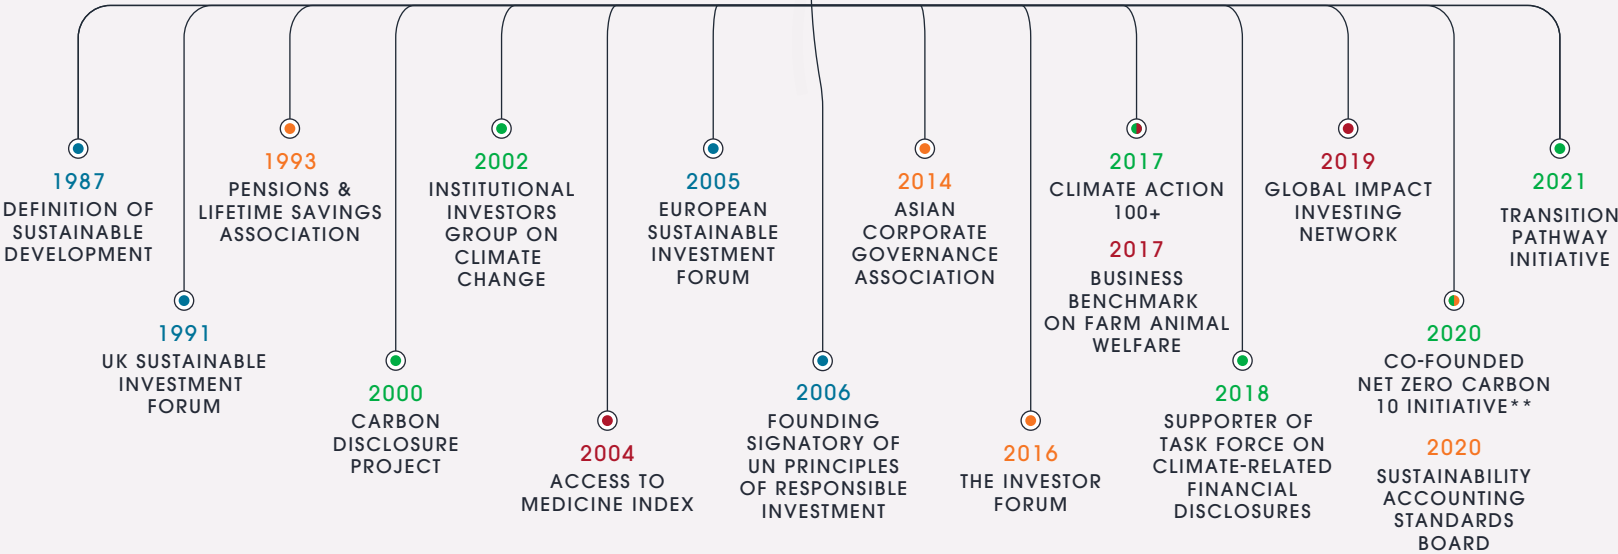 1987
DEFINITION OF
SUSTAINABLE
DEVELOPMENT
1991
UK SUSTAINABLE
INVESTMENT
FORUM
1993
PENSIONS &
LIFETIME SAVINGS
ASSOCIATION
2000
CARBON
DISCLOSURE
PROJECT
2002
INSTITUTIONAL
INVESTORS
GROUP ON
CLIMATE
CHANGE
2004
ACCESS TO
MEDICINE INDEX
2005
EUROPEAN
SUSTAINABLE
INVESTMENT
FORUM
2006
FOUNDING
SIGNATORY OF
UN PRINCIPLES
OF RESPONSIBLE
INVESTMENT
2014
ASIAN
CORPORATE
GOVERNANCE
ASSOCIATION
2016
THE INVESTOR
FORUM
2017
CLIMATE ACTION
100+
2017
BUSINESS
BENCHMARK
ON FARM ANIMAL
WELFARE
2018
SUPPORTER OF
TASK FORCE ON
CLIMATE-RELATED
FINANCIAL
DISCLOSURES
2019
GLOBAL IMPACT
INVESTING
NETWORK
2020
CO-FOUNDED
NET ZERO CARBON
10 INITIATIVE**
2020
SUSTAINABILITY
ACCOUNTING
STANDARDS
BOARD
2021
TRANSITION
PATHWAY
INITIATIVE